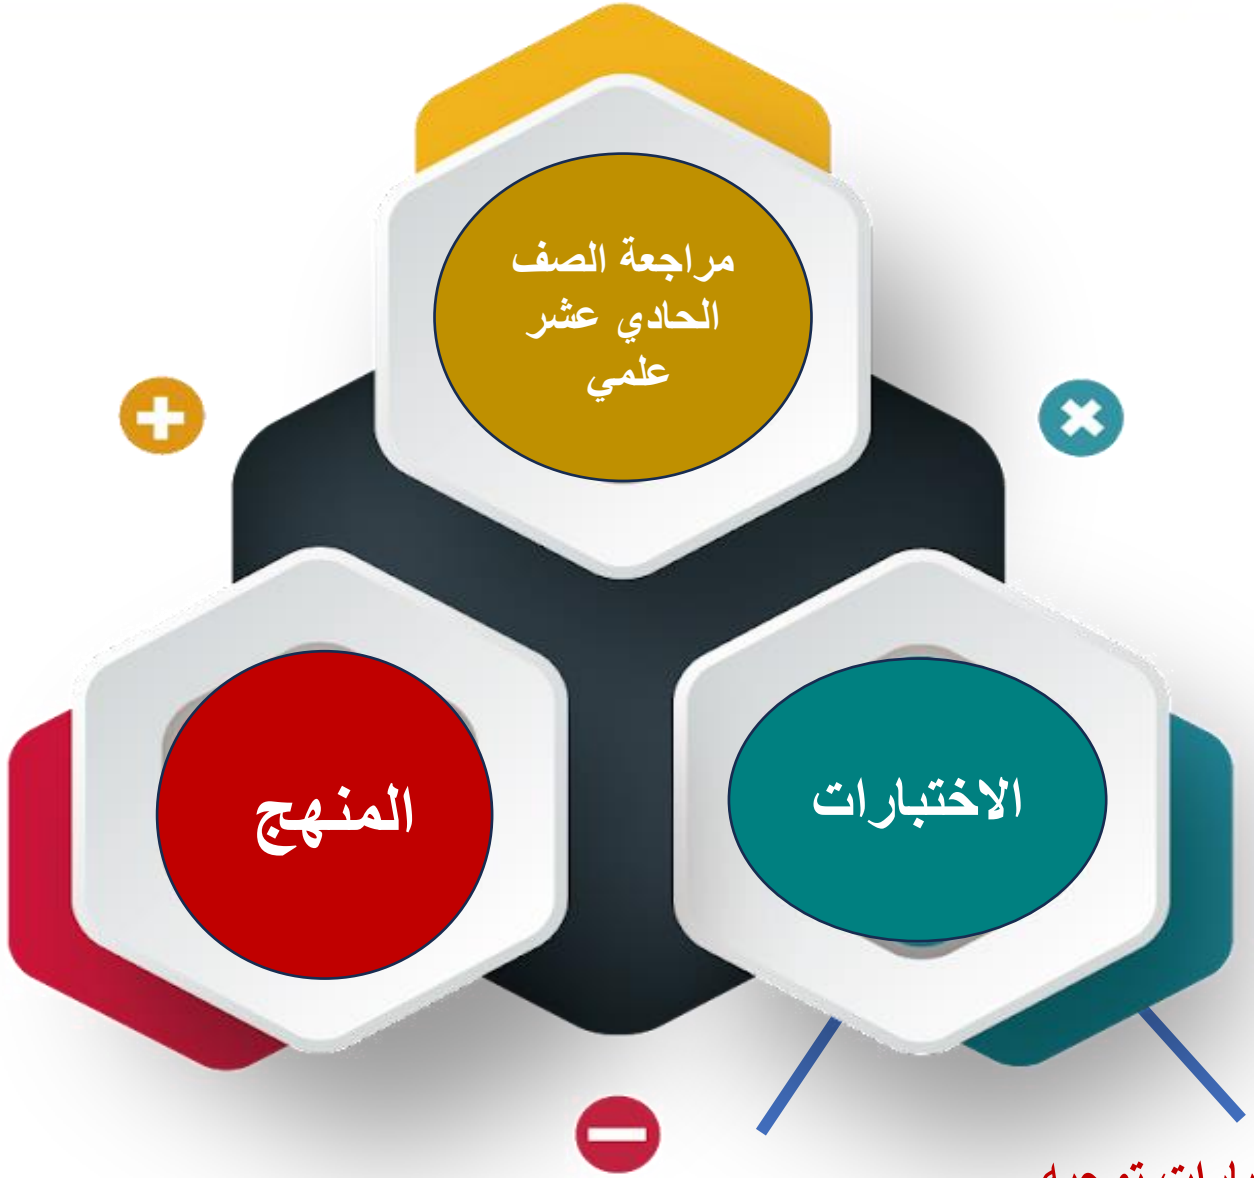 مراجعة الصف
الحادي عشر
علمي
المنهج
الاختبارات